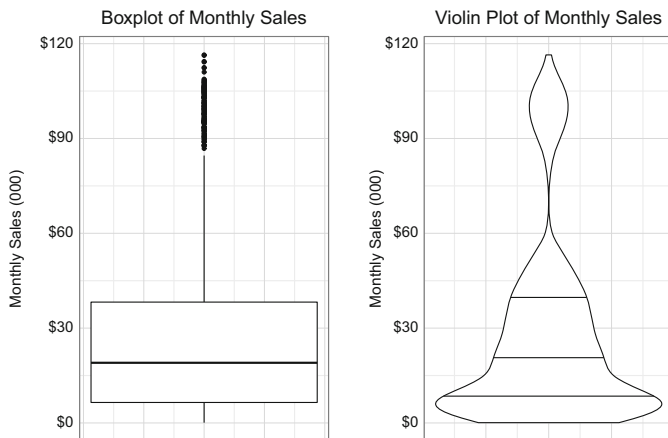 Boxplot of Monthly Sales
$120
$90
$60
$30
$0
Monthly Sales (000)
Violin Plot of Monthly Sales
$120
$90
$60
$30
$0
Monthly Sales (000)